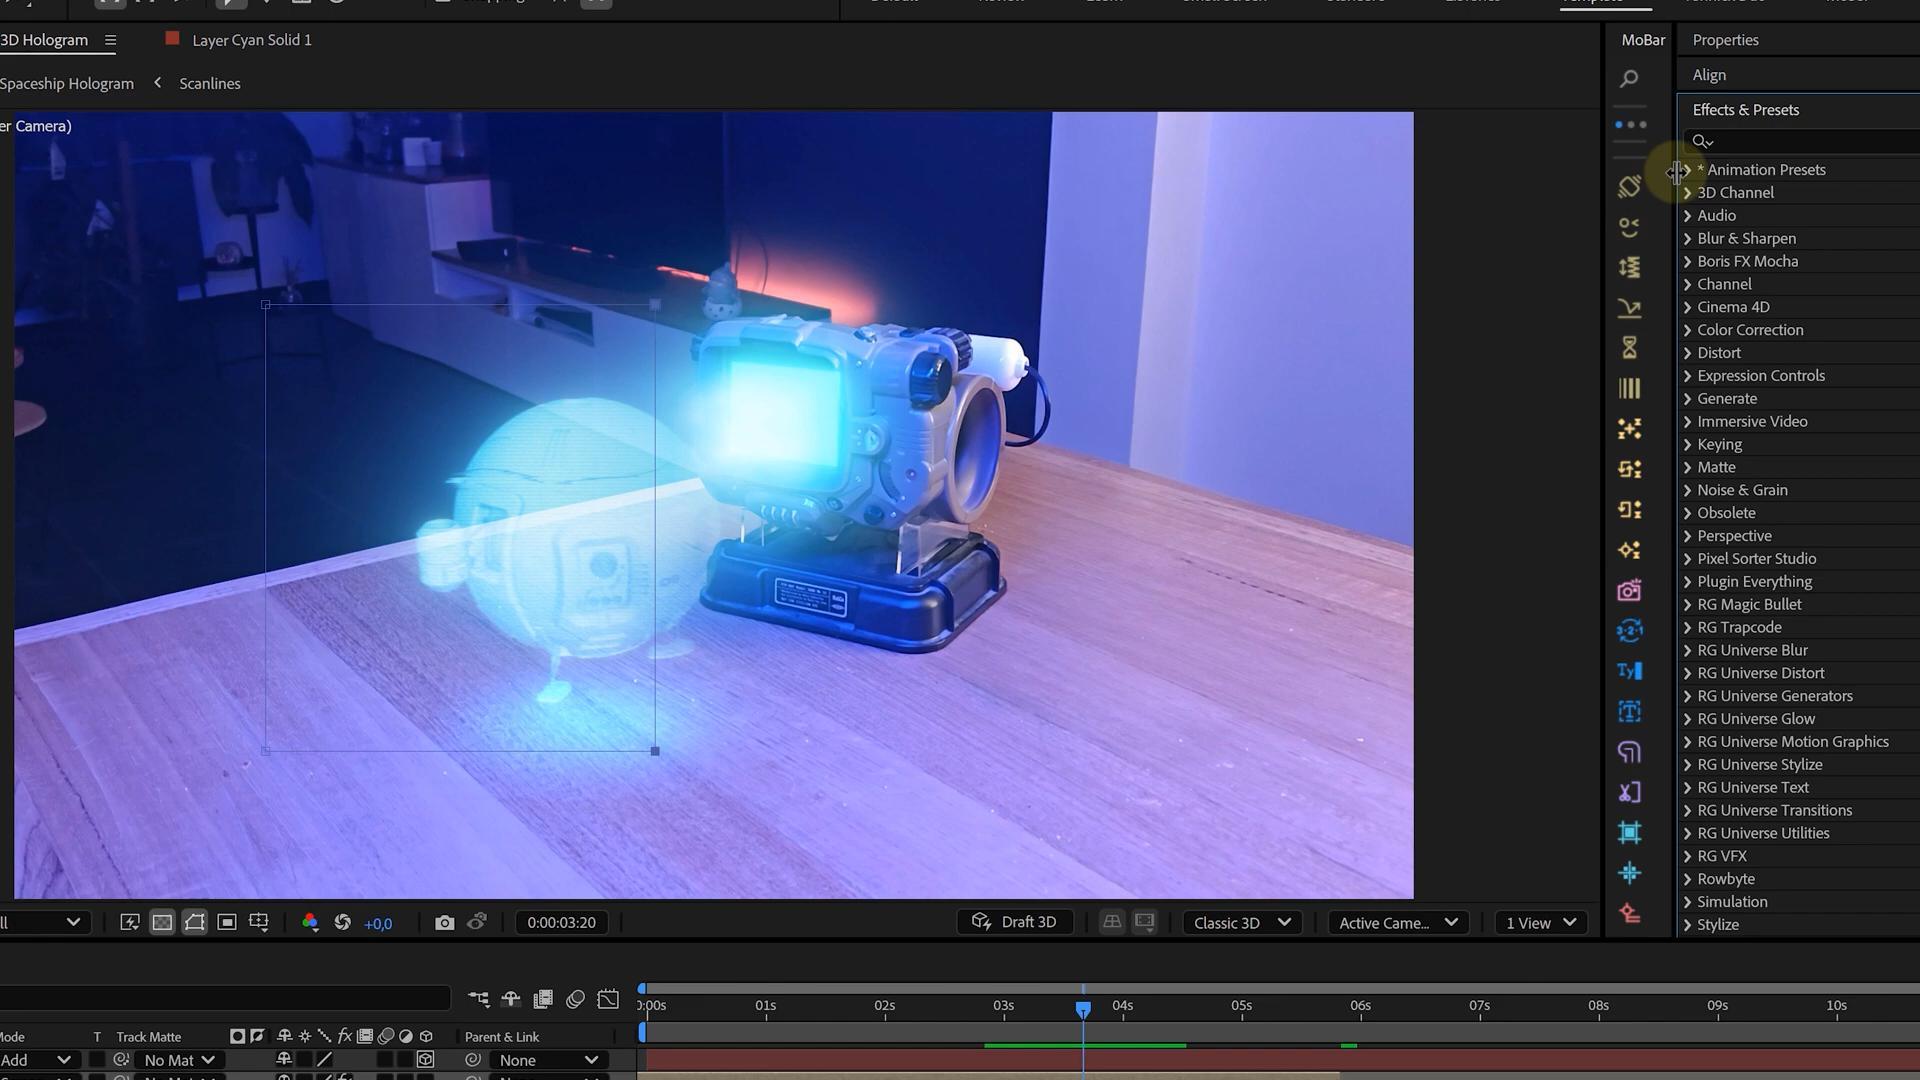 3D Hologram
Layer Cyan Solid 1
MoBar
Properties
Spaceship Hologram
Scanlines
Align
er Camera)
Effects & Presets
* Animation Presets
3D Channel
Audio
Blur & Sharpen
Boris FX Mocha
Channel
Cinema 4D
Color Correction
Distort
Expression Controls
Generate
Immersive Video
Keying
Matte
Noise & Grain
Obsolete
Perspective
Pixel Sorter Studio
Plugin Everything
RG Magic Bullet
RG Trapcode
RG Universe Blur
RG Universe Distort
RG Universe Generators
RG Universe Glow
RG Universe Motion Graphics
RG Universe Stylize
RG Universe Text
RG Universe Transitions
RG Universe Utilities
RG VFX
Rowbyte
Simulation
Stylize
3-2-1
Ty
+0,0
0:00:03:20
Draft 3D
Classic 3D
Active Came...
1 View
0:00s 01s 02s 03s 04s 05s 06s 07s 08s 09s 10s
Mode T Track Matte fx Parent & Link
Add No Mat None